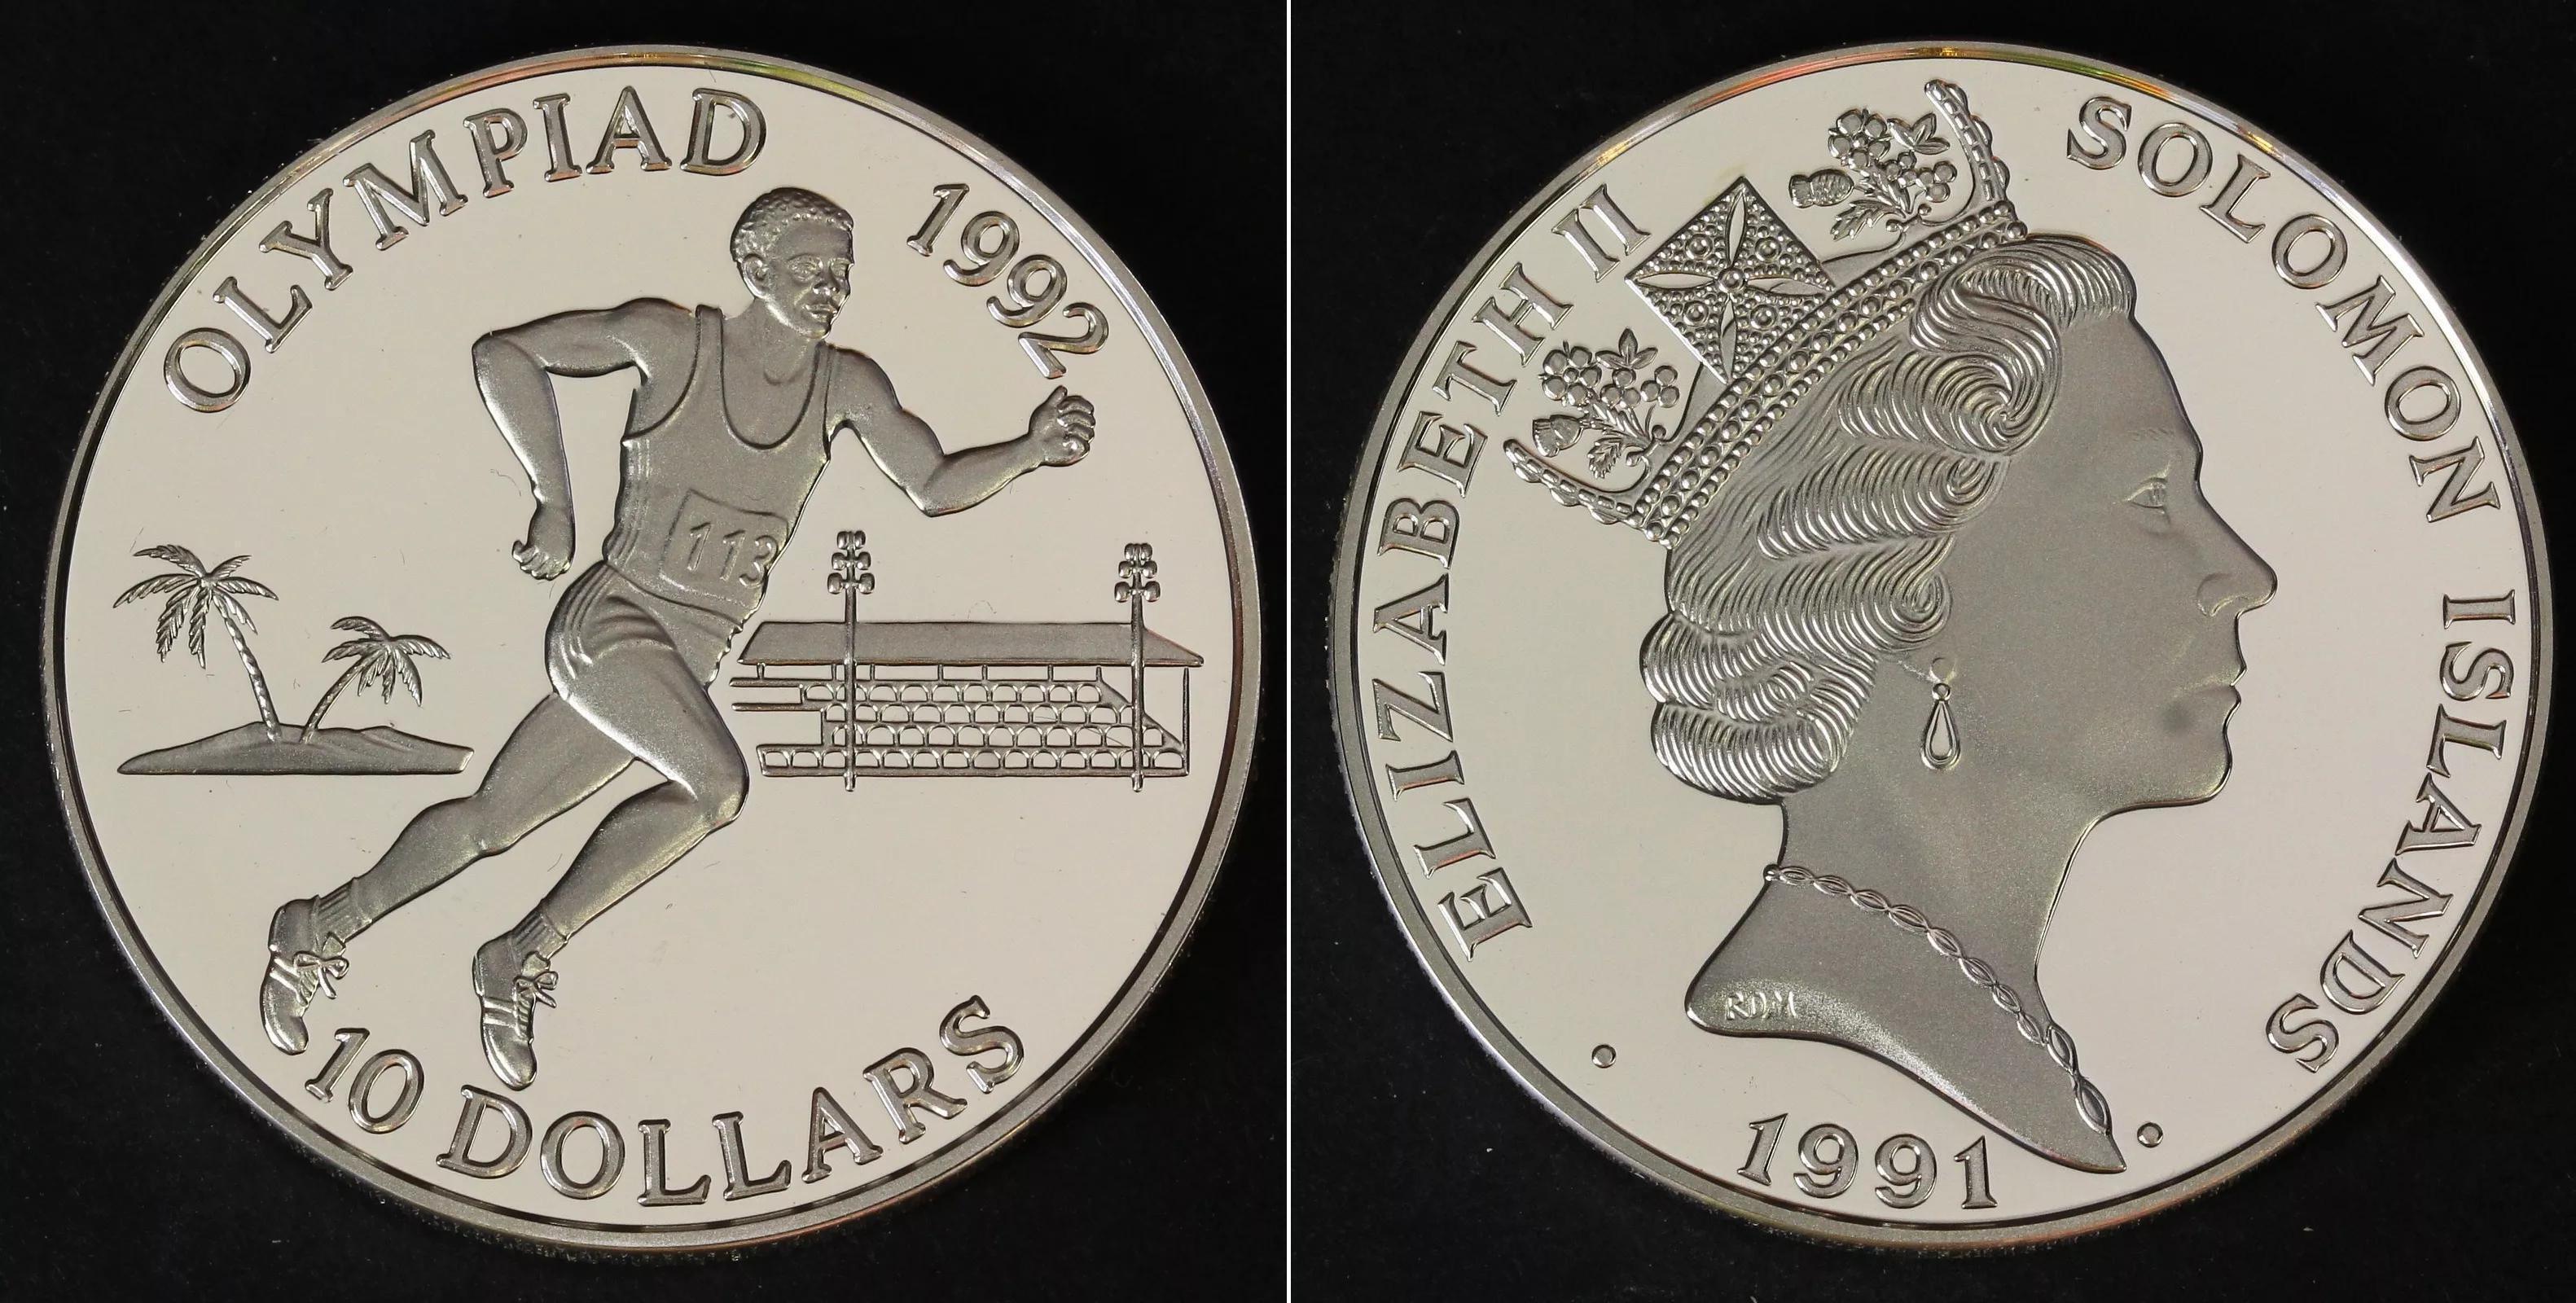 OLYMPIAD 1992
113
10 DOLLARS
ELIZABETH II
SOLOMON ISLANDS
RDM
1991